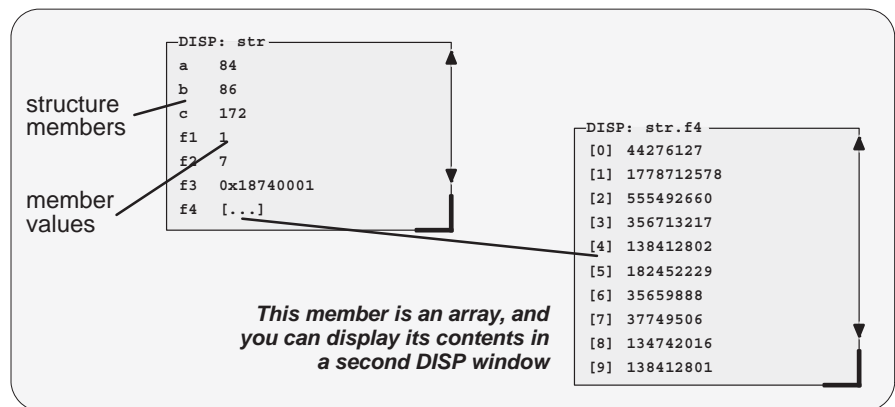 DISP: str
a 84
b 86
c 172
f1 1
f2 7
f3 0x18740001
f4 [...]
structure
members
member
values
DISP: str.f4
[0] 44276127
[1] 1778712578
[2] 555492660
[3] 356713217
[4] 138412802
[5] 182452229
[6] 35659888
[7] 37749506
[8] 134742016
[9] 138412801
This member is an array, and
you can display its contents in
a second DISP window